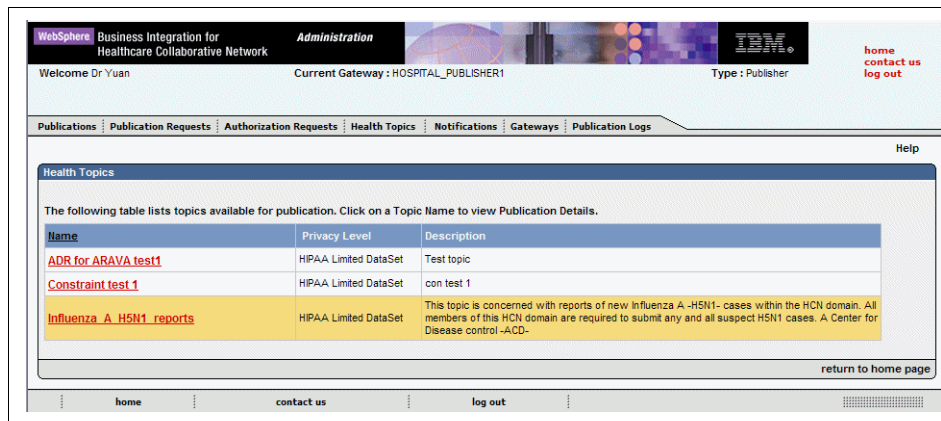 WebSphere Business Integration for Administration IBM®
Healthcare Collaborative Network
home
contact us
log out
Welcome Dr Yuan Current Gateway : HOSPITAL_PUBLISHER1 Type : Publisher
Publications Publication Requests Authorization Requests Health Topics Notifications Gateways Publication Logs
Help
Health Topics
The following table lists topics available for publication. Click on a Topic Name to view Publication Details.
Name Privacy Level Description
ADR for ARAVA test1 HIPAA Limited DataSet Test topic
Constraint test 1 HIPAA Limited DataSet con test 1
Influenza_A_H5N1_reports HIPAA Limited DataSet This topic is concerned with reports of new Influenza A -H5N1- cases within the HCN domain. All
members of this HCN domain are required to submit any and all suspect H5N1 cases. A Center for
Disease control -ACD-
return to home page
home contact us log out